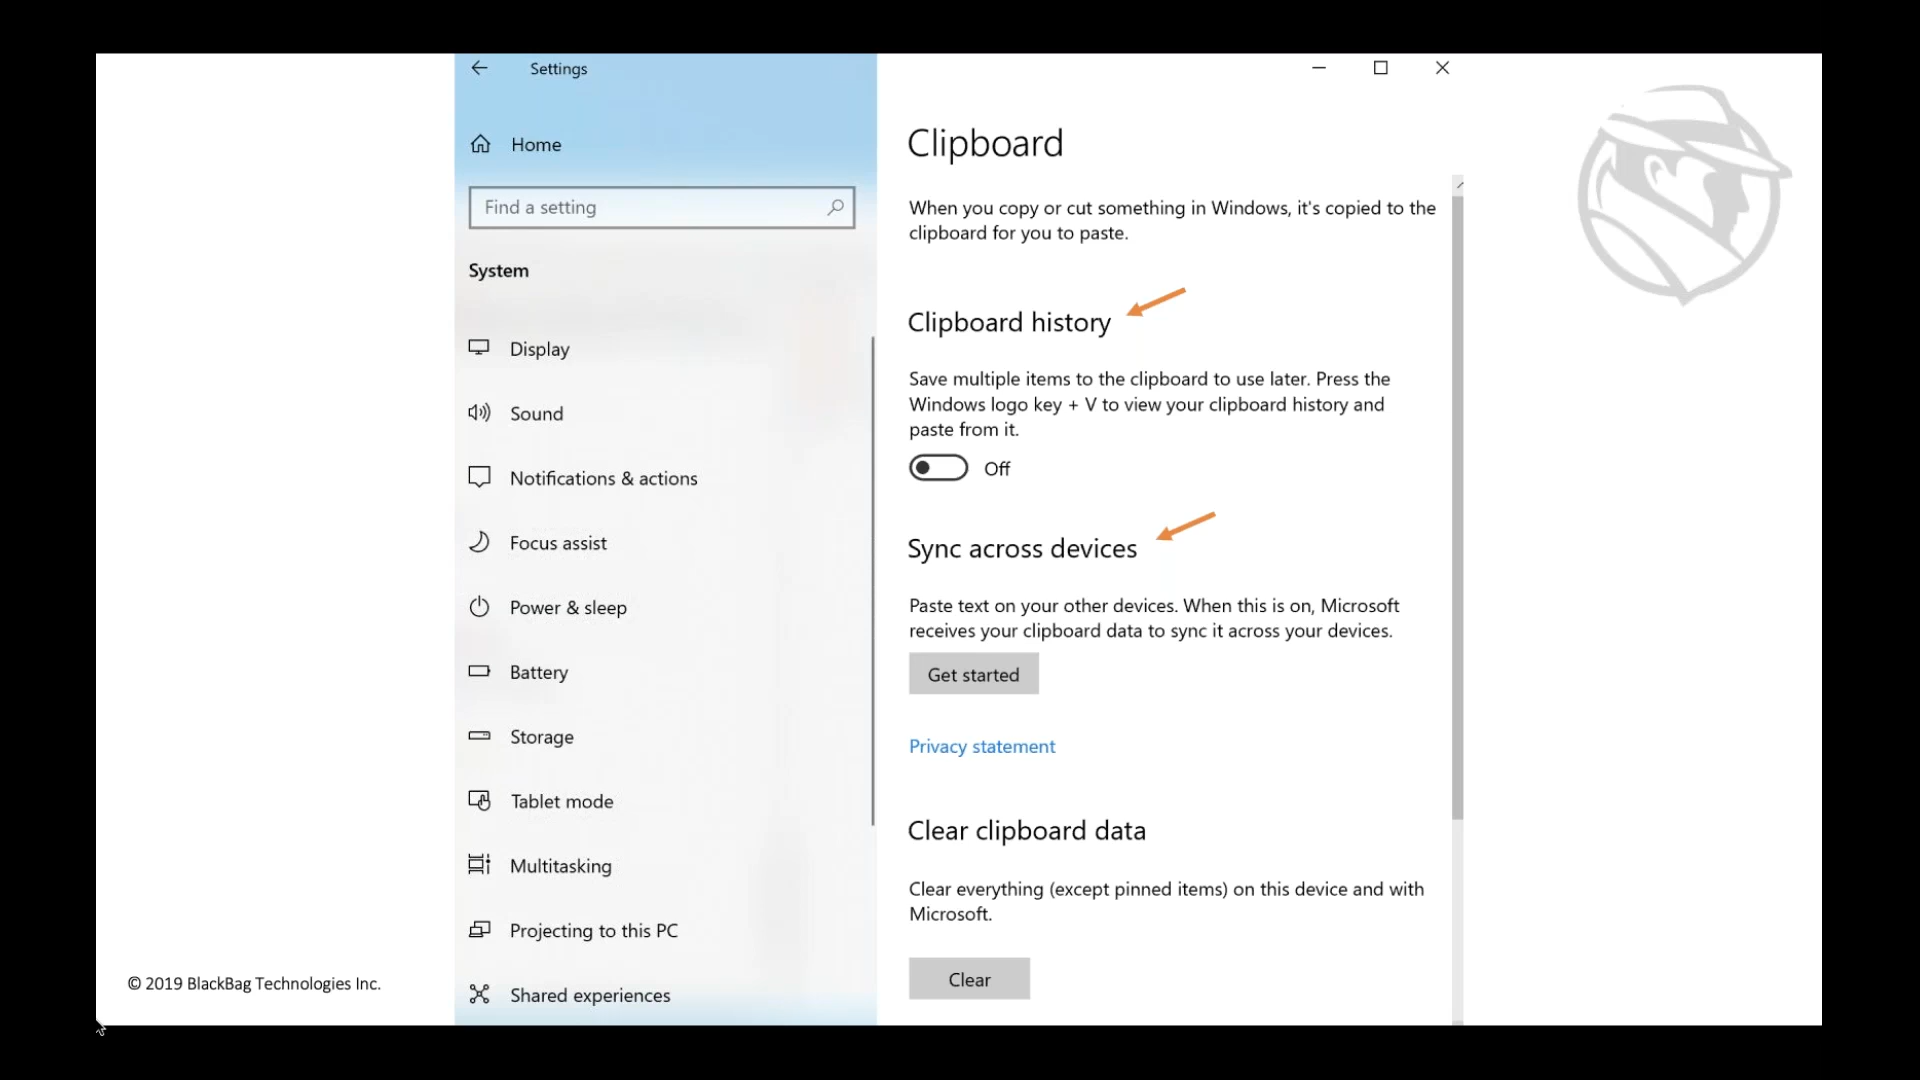 Settings
Home
Find a setting
System
Display
Sound
Notifications & actions
Focus assist
Power & sleep
Battery
Storage
Tablet mode
Multitasking
Projecting to this PC
Shared experiences
Clipboard
When you copy or cut something in Windows, it's copied to the
clipboard for you to paste.
Clipboard history
Save multiple items to the clipboard to use later. Press the
Windows logo key + V to view your clipboard history and
paste from it.
Off
Sync across devices
Paste text on your other devices. When this is on, Microsoft
receives your clipboard data to sync it across your devices.
Get started
Privacy statement
Clear clipboard data
Clear everything (except pinned items) on this device and with
Microsoft.
Clear
© 2019 BlackBag Technologies Inc.